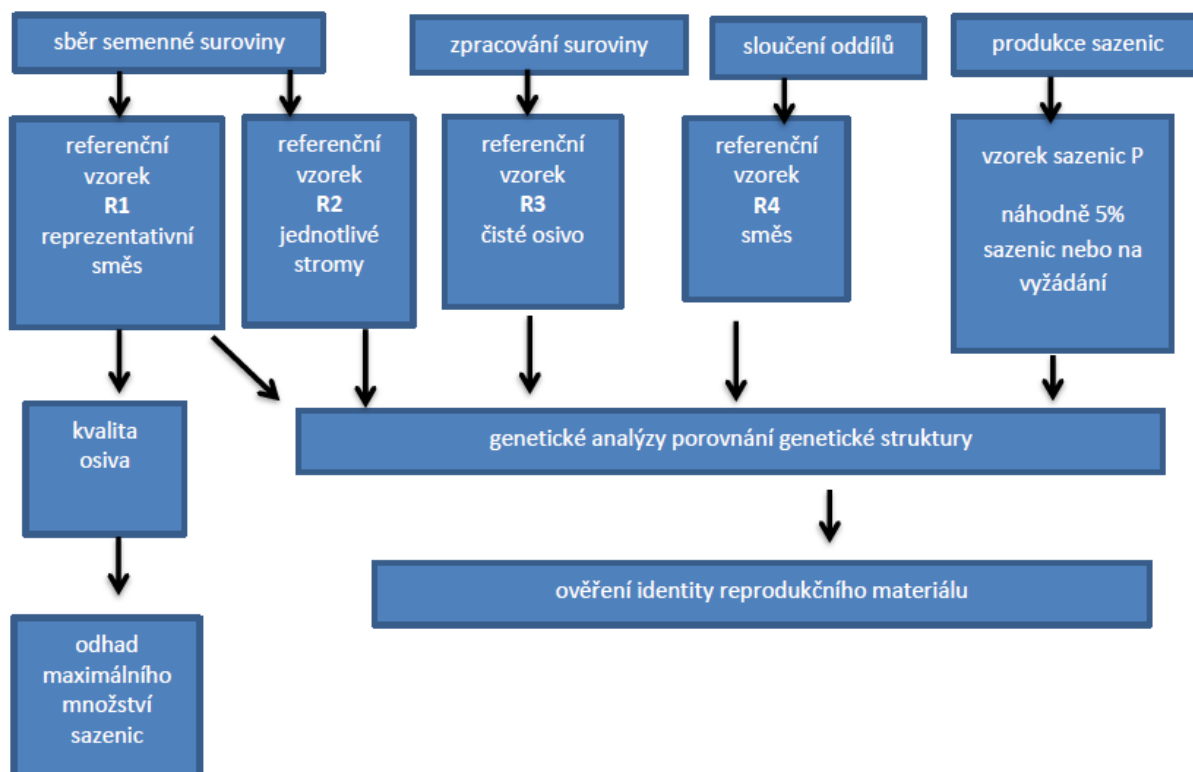 sběr semenné suroviny
zpracování suroviny
sloučení oddílů
produkce sazenic
referenční
vzorek
R1
reprezentativní
směs
referenční
vzorek
R2
jednotlivé
stromy
referenční
vzorek
R3
čisté osivo
referenční
vzorek
R4
směs
vzorek sazenic P
náhodně 5%
sazenic nebo na
vyžádání
kvalita
osiva
genetické analýzy porovnání genetické struktury
ověření identity reprodukčního materiálu
odhad
maximálního
množství
sazenic